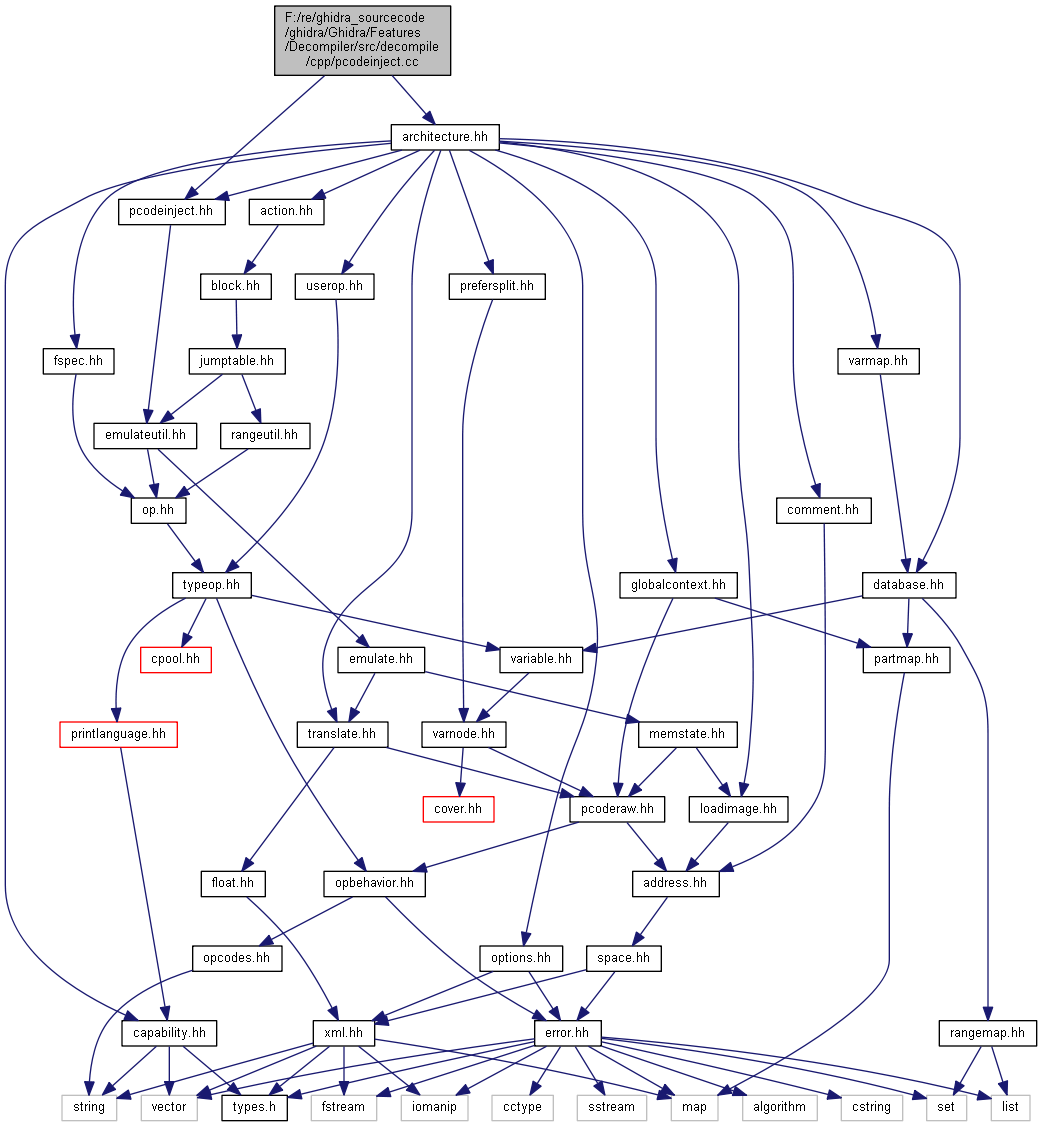 F:/re/ghidra_sourcecode
/ghidra/Ghidra/Features
/Decompiler/src/decompile
/cpp/pcodeinject.cc
architecture.hh
pcodeinject.hh
action.hh
block.hh
userop.hh
prefersplit.hh
fspec.hh
jumptable.hh
varmap.hh
emulateutil.hh
rangeutil.hh
op.hh
comment.hh
typeop.hh
globalcontext.hh
database.hh
cpool.hh
emulate.hh
variable.hh
partmap.hh
printlanguage.hh
translate.hh
varnode.hh
memstate.hh
cover.hh
pcoderaw.hh
loadimage.hh
float.hh
opbehavior.hh
address.hh
opcodes.hh
options.hh
space.hh
capability.hh
xml.hh
error.hh
rangemap.hh
string
vector
types.h
fstream
iomanip
cctype
sstream
map
algorithm
cstring
set
list